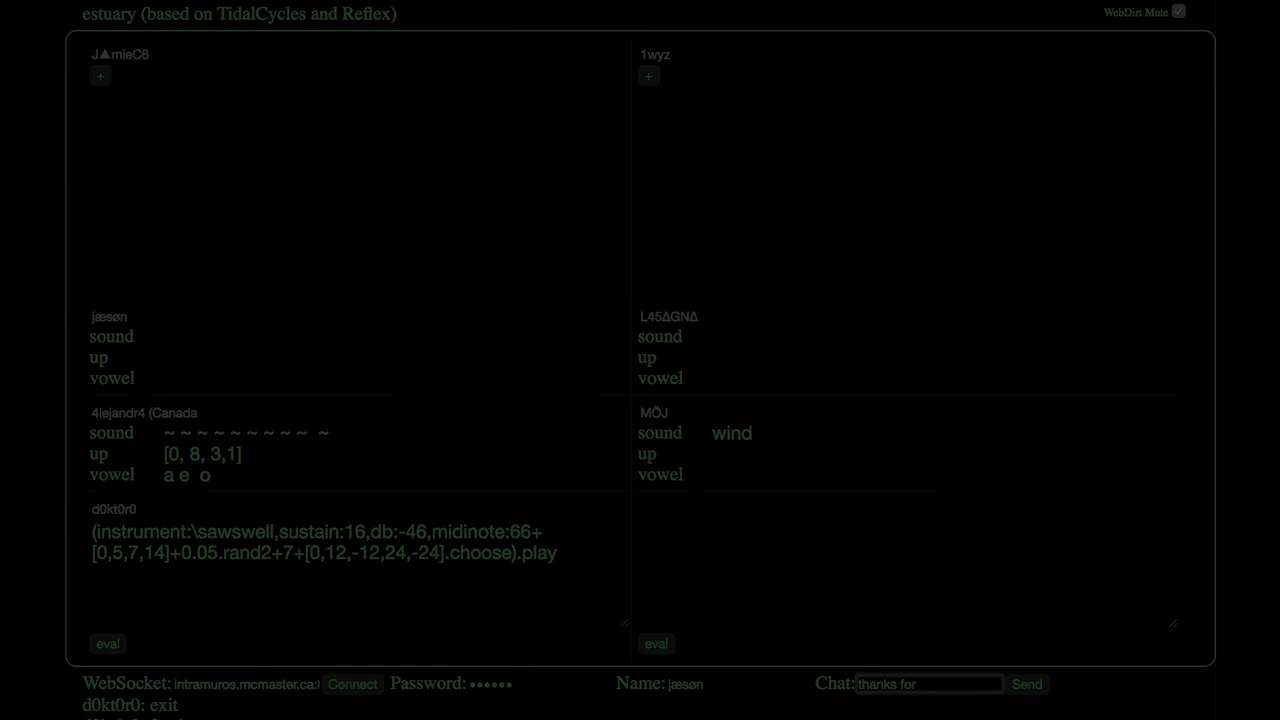 estuary (based on TidalCycles and Reflex)
WebDirt Mute
J▲mieC6
+
1wyz
+
jæsøn
sound
up
vowel
L45ΔGNΔ
sound
up
vowel
4lejandr4 (Canada
sound ~ ~ ~ ~ ~ ~ ~ ~ ~ ~
up [0, 8, 3,1]
vowel a e o
MÖJ
sound wind
up
vowel
d0kt0r0
(instrument:\sawswell,sustain:16,db:-46,midinote:66+
[0,5,7,14]+0.05.rand2+7+[0,12,-12,24,-24].choose).play
eval
eval
WebSocket: intramuros.mcmaster.ca: Connect Password: •••••• Name: jæsøn Chat: thanks for Send
d0kt0r0: exit